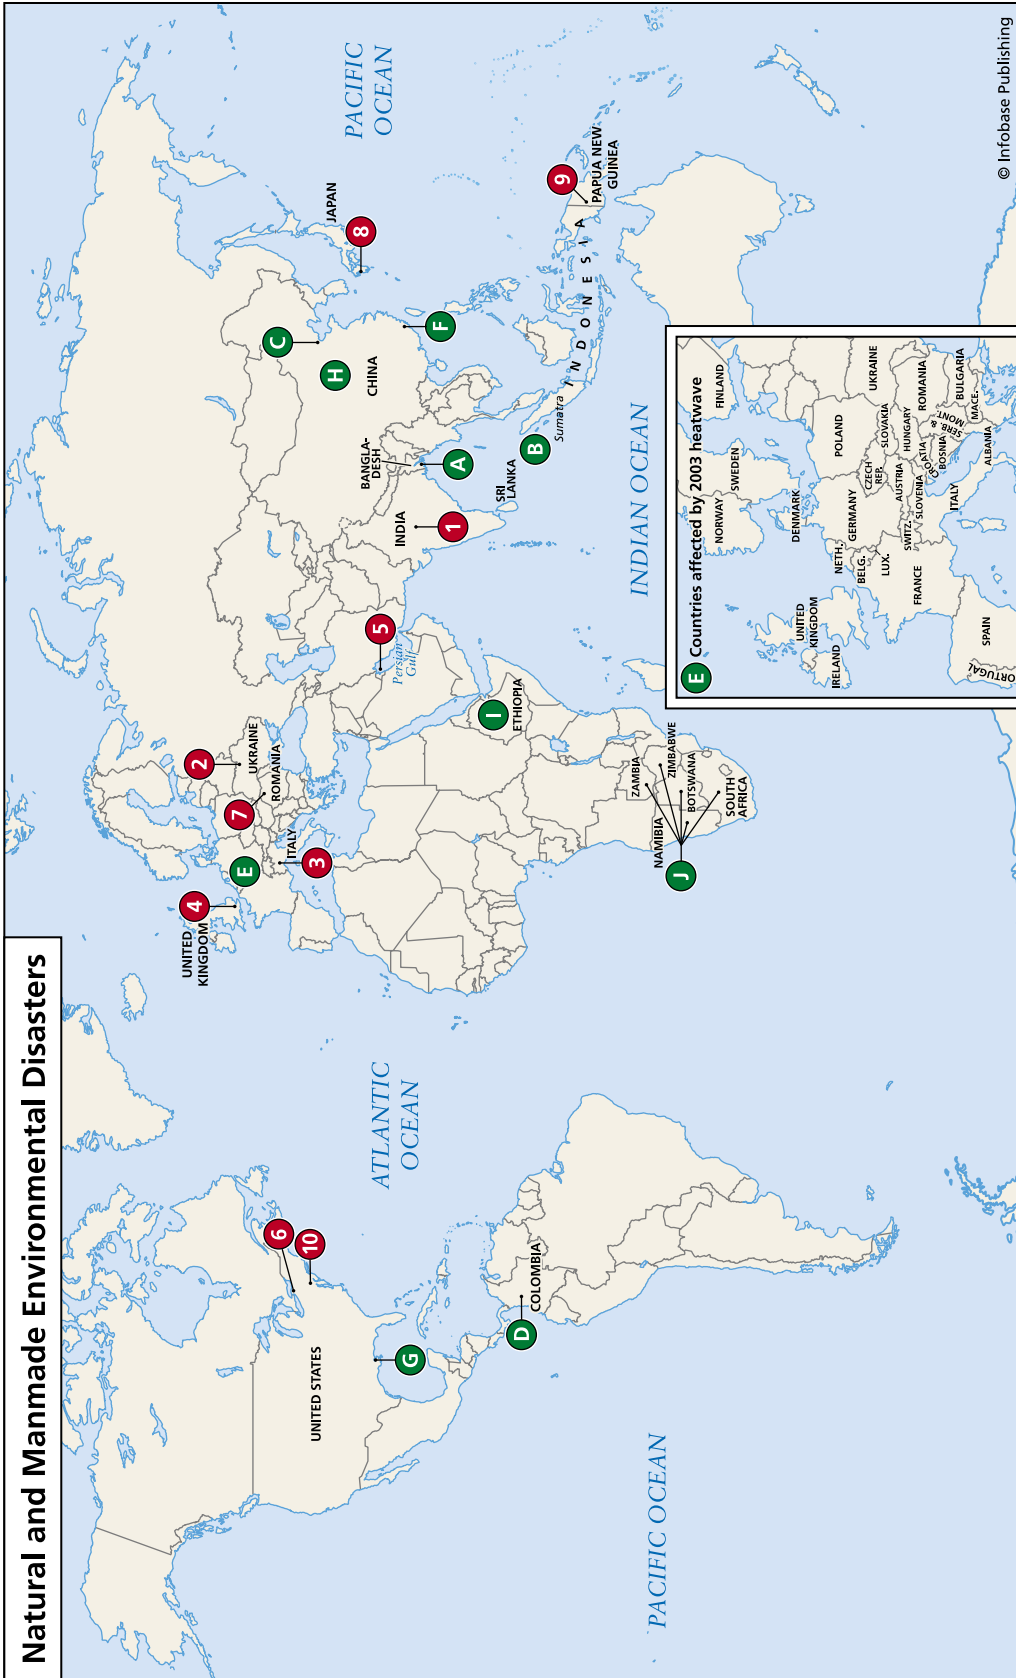 Natural and Manmade Environmental Disasters
PACIFIC
OCEAN
ATLANTIC
OCEAN
PACIFIC OCEAN
INDIAN OCEAN
UNITED STATES
6
10
G
D
COLOMBIA
UNITED
KINGDOM
4
E
3
ITALY
7
ROMANIA
2
UKRAINE
5
Persian
Gulf
I
ETHIOPIA
J
NAMIBIA
ZAMBIA
ZIMBABWE
BOTSWANA
SOUTH
AFRICA
INDIA
1
BANGLA-
DESH
A
SRI
LANKA
B
Sumatra
INDONESIA
H
CHINA
C
F
JAPAN
8
9
PAPUA NEW
GUINEA
E
Countries affected by 2003 heatwave
FINLAND
SWEDEN
NORWAY
DENMARK
UNITED
KINGDOM
IRELAND
NETH.
BELG.
LUX.
GERMANY
POLAND
CZECH
REP.
SLOVAKIA
UKRAINE
FRANCE
SWITZ.
AUSTRIA
HUNGARY
ROMANIA
SLOVENIA
CROATIA
BOSNIA
SERB. &
MONT.
BULGARIA
MACE.
ALBANIA
ITALY
SPAIN
ORTUGAL
© Infobase Publishing